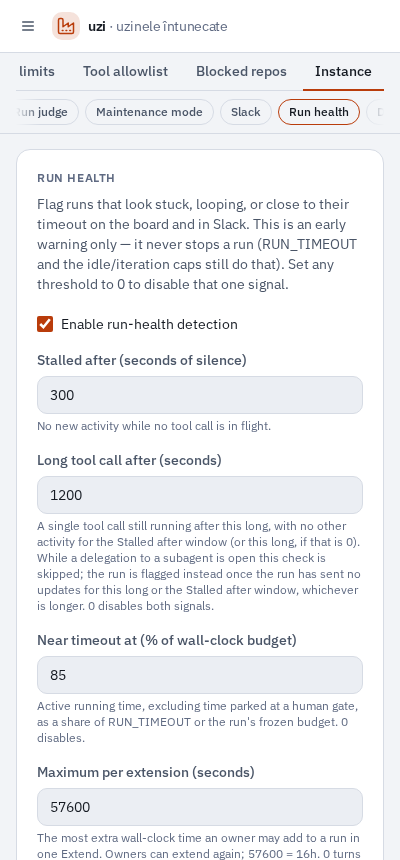 uzi · uzinele întunecate
limits Tool allowlist Blocked repos Instance
un judge Maintenance mode Slack Run health
RUN HEALTH
Flag runs that look stuck, looping, or close to their
timeout on the board and in Slack. This is an early
warning only — it never stops a run (RUN_TIMEOUT
and the idle/iteration caps still do that). Set any
threshold to 0 to disable that one signal.
Enable run-health detection
Stalled after (seconds of silence)
300
No new activity while no tool call is in flight.
Long tool call after (seconds)
1200
A single tool call still running after this long, with no other
activity for the Stalled after window (or this long, if that is 0).
While a delegation to a subagent is open this check is
skipped; the run is flagged instead once the run has sent no
updates for this long or the Stalled after window, whichever
is longer. 0 disables both signals.
Near timeout at (% of wall-clock budget)
85
Active running time, excluding time parked at a human gate,
as a share of RUN_TIMEOUT or the run's frozen budget. 0
disables.
Maximum per extension (seconds)
57600
The most extra wall-clock time an owner may add to a run in
one Extend. Owners can extend again; 57600 = 16h. 0 turns